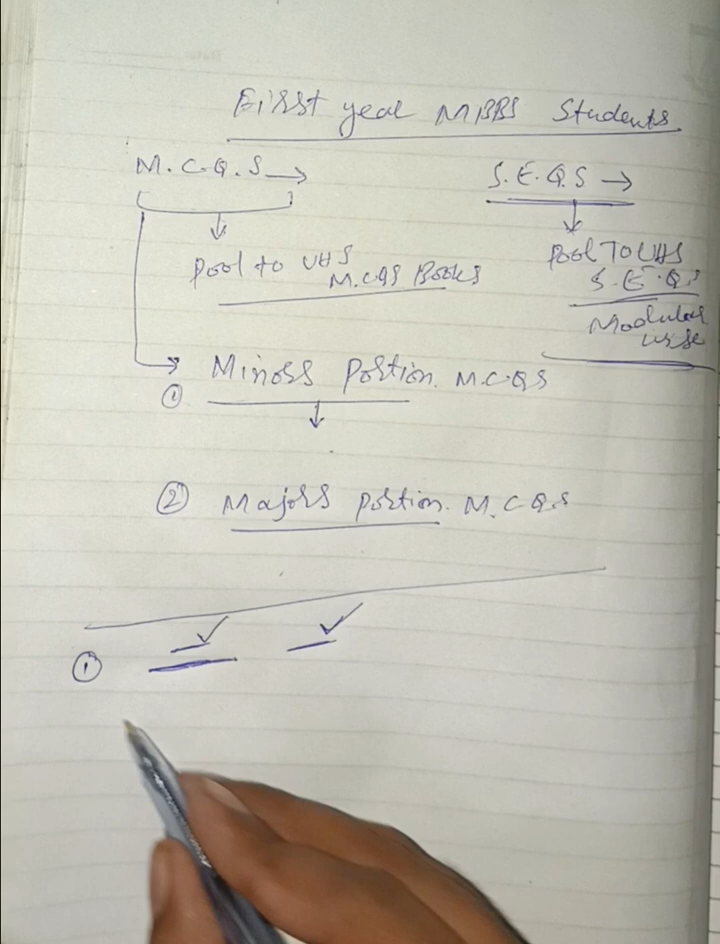 First year MBBS Students
M.C.Q.S →
S.E.Q.S →
Pool to UHS
M.CQS Books
Pool TO UHS
S.E.Q.S
Modular
wise
① Minors Portion M.C.QS
② Majors Portion. M.C.Q.S
①